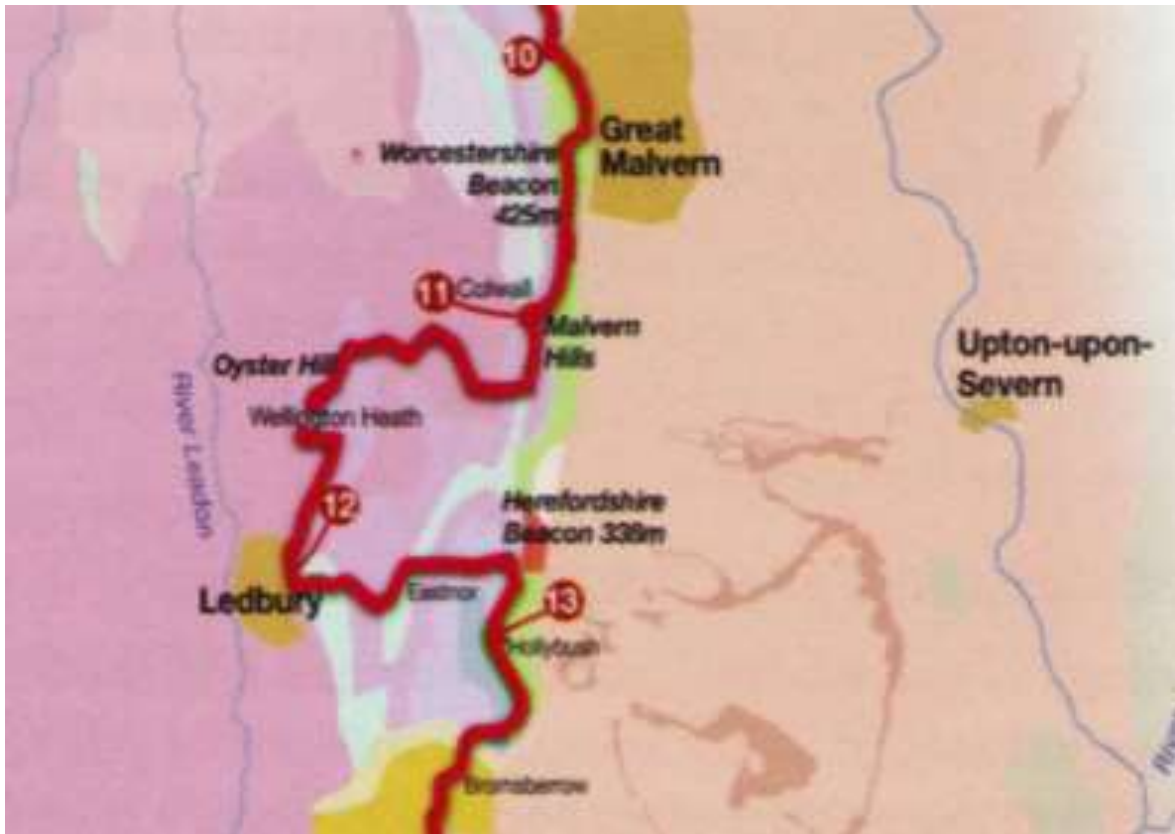 10
Great
Malvern
Worcestershire
Beacon
425m
11
Colwall
Malvern
Hills
Oyster Hill
Upton-upon-
Severn
River Leadon
Wellington Heath
12
Herefordshire
Beacon 338m
Ledbury
Eastnor
13
Hollybush
Bromsberrow